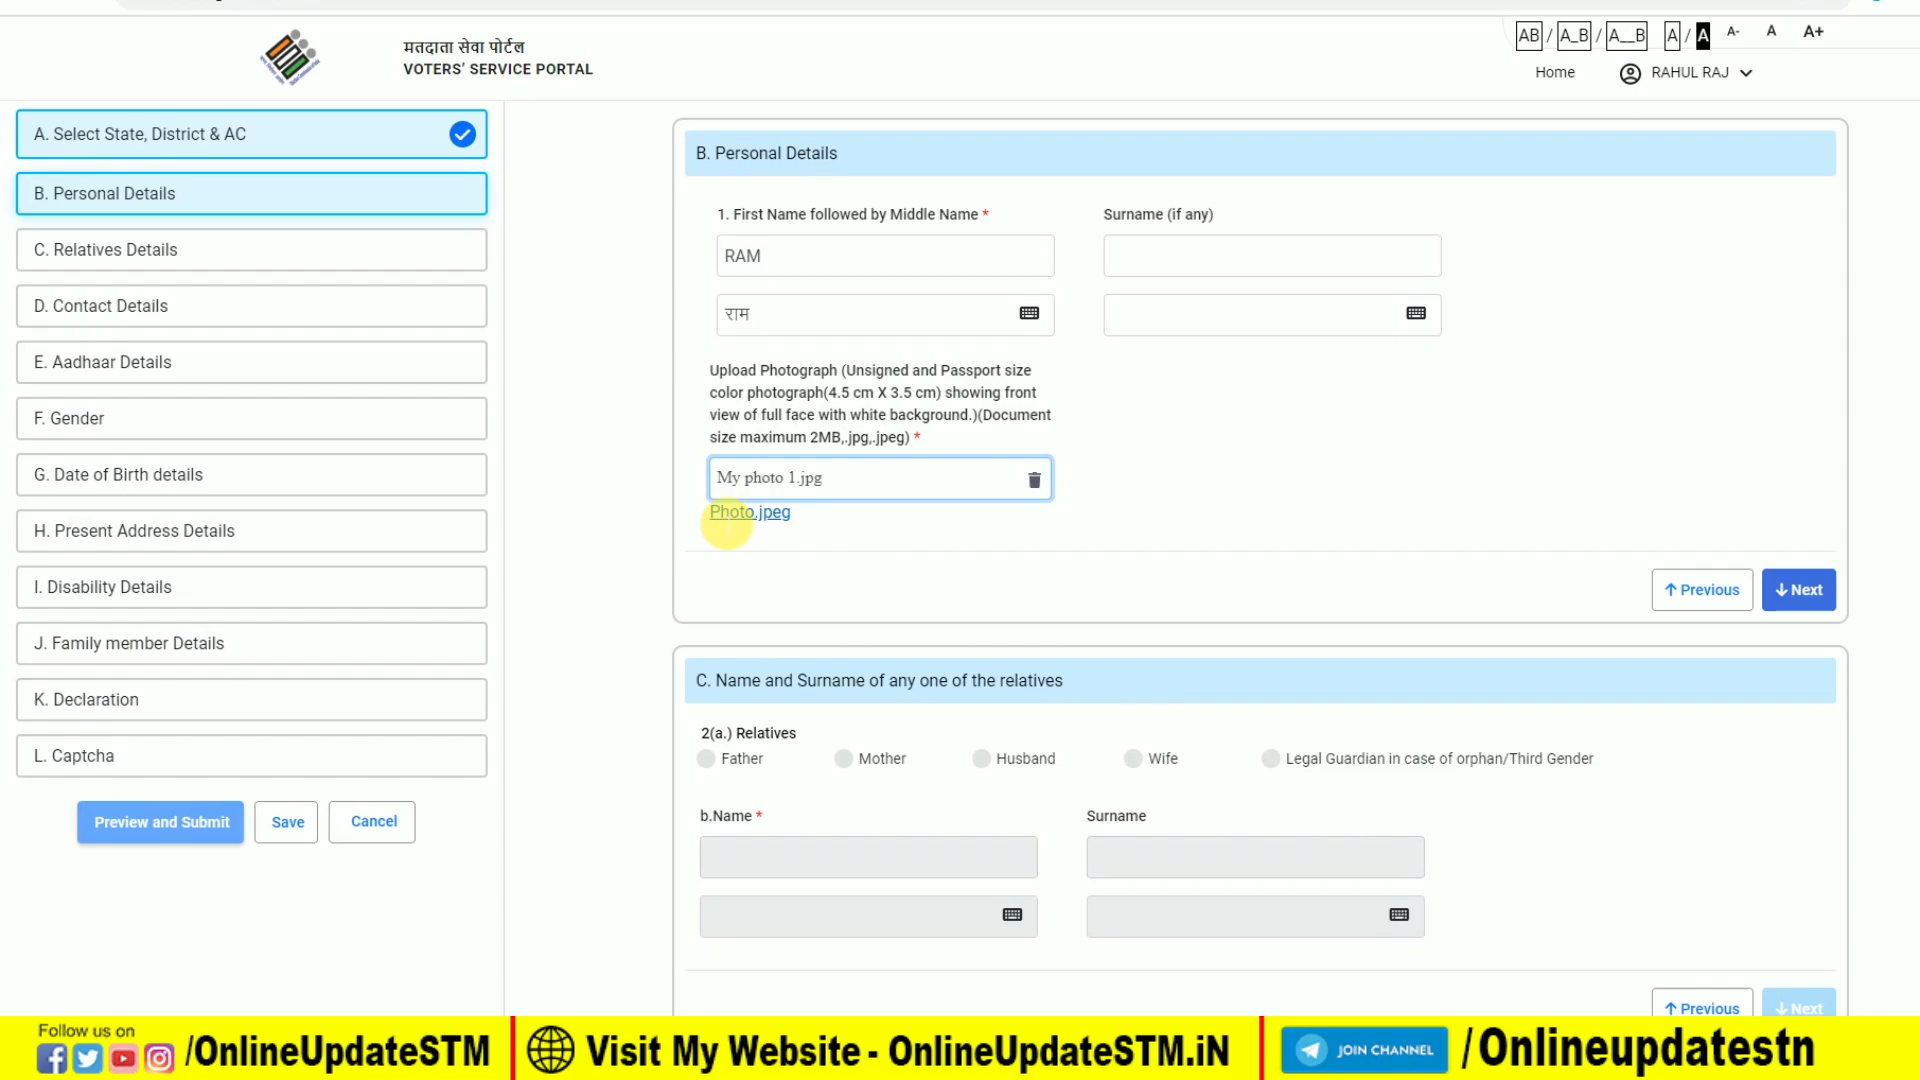 मतदाता सेवा पोर्टल
VOTERS' SERVICE PORTAL
AB / A_B / A__B A / A A- A A+
Home RAHUL RAJ
A. Select State, District & AC
B. Personal Details
C. Relatives Details
D. Contact Details
E. Aadhaar Details
F. Gender
G. Date of Birth details
H. Present Address Details
I. Disability Details
J. Family member Details
K. Declaration
L. Captcha
Preview and Submit Save Cancel
B. Personal Details
1. First Name followed by Middle Name * Surname (if any)
RAM
राम
Upload Photograph (Unsigned and Passport size
color photograph(4.5 cm X 3.5 cm) showing front
view of full face with white background.)(Document
size maximum 2MB,.jpg,.jpeg) *
My photo 1.jpg
Photo.jpeg
Previous Next
C. Name and Surname of any one of the relatives
2(a.) Relatives
Father Mother Husband Wife Legal Guardian in case of orphan/Third Gender
b.Name * Surname
Previous Next
Follow us on
/OnlineUpdateSTM Visit My Website - OnlineUpdateSTM.iN JOIN CHANNEL /Onlineupdatestn